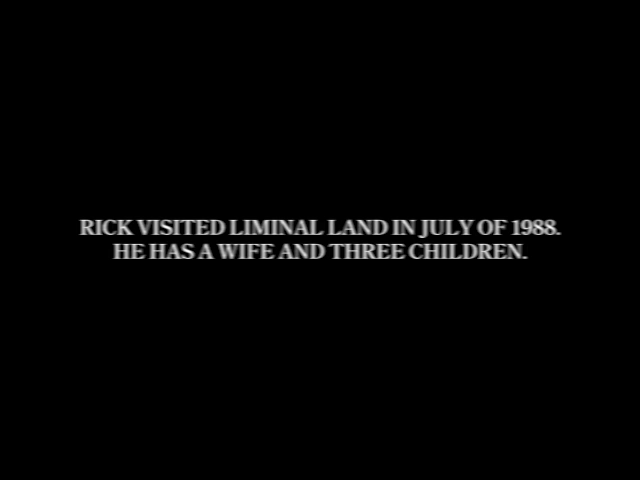 RICK VISITED LIMINAL LAND IN JULY OF 1988.
HE HAS A WIFE AND THREE CHILDREN.